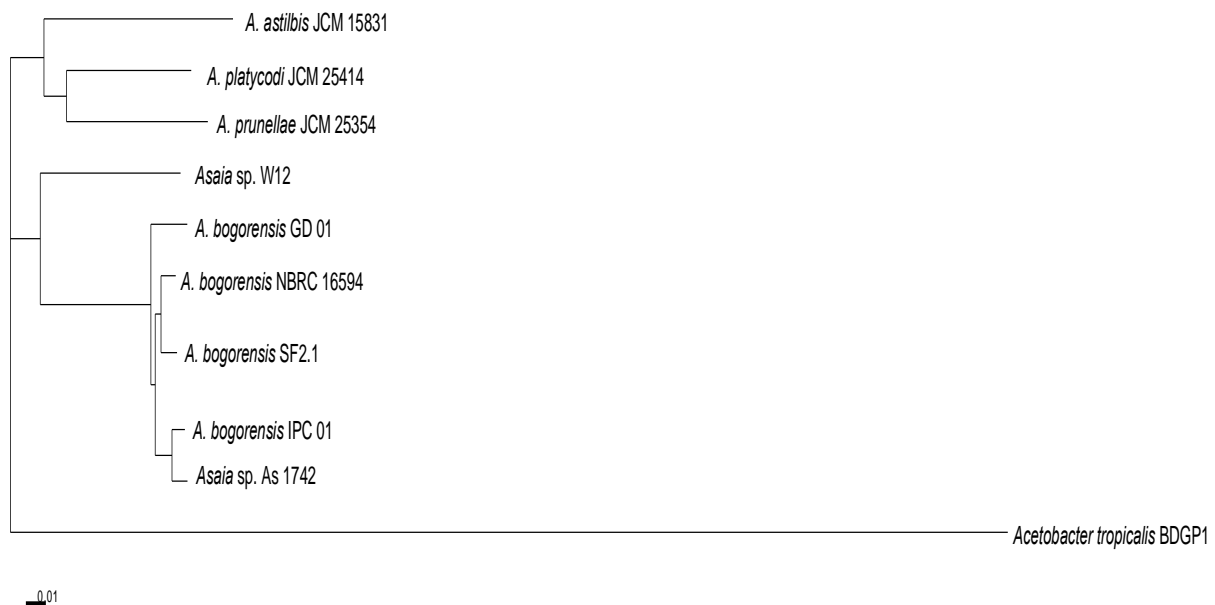 A. astilbis JCM 15831
A. platycodi JCM 25414
A. prunellae JCM 25354
Asaia sp. W12
A. bogorensis GD 01
A. bogorensis NBRC 16594
A. bogorensis SF2.1
A. bogorensis IPC 01
Asaia sp. As 1742
Acetobacter tropicalis BDGP1
0.01